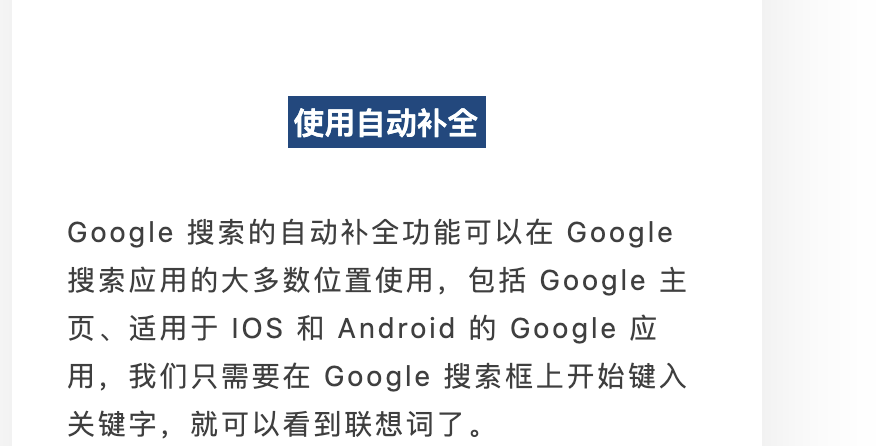 使用自动补全
Google 搜索的自动补全功能可以在 Google
搜索应用的大多数位置使用，包括 Google 主
页、适用于 IOS 和 Android 的 Google 应
用，我们只需要在 Google 搜索框上开始键入
关键字，就可以看到联想词了。